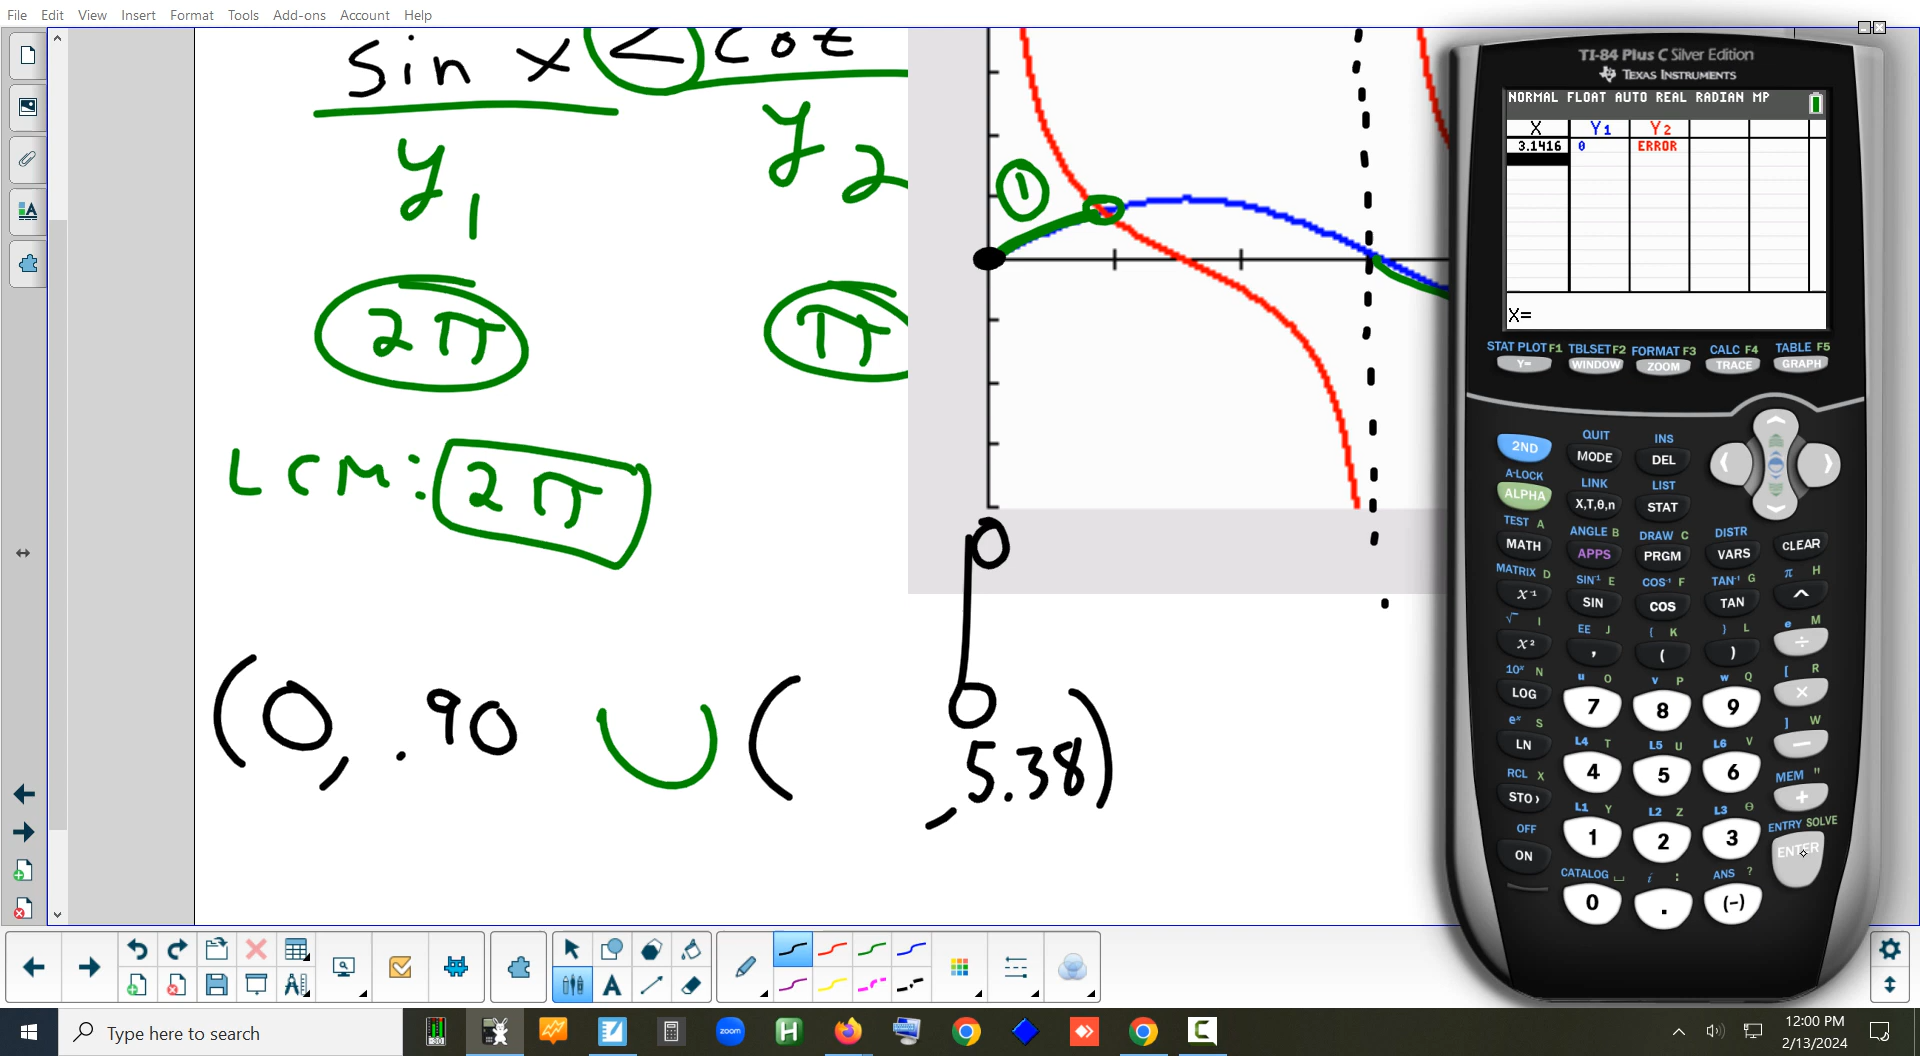 File Edit View Insert Format Tools Add-ons Account Help
sin x < cot
y1
y2
①
2π
π
LCM: 2π
(0, .90 ∪ ( , 5.38)
TI-84 Plus C Silver Edition
TEXAS INSTRUMENTS
NORMAL FLOAT AUTO REAL RADIAN MP
X Y1 Y2
3.1416 0 ERROR
X=
STAT PLOT F1 TBLSET F2 FORMAT F3 CALC F4 TABLE F5
Y= WINDOW ZOOM TRACE GRAPH
QUIT INS
2ND MODE DEL
A-LOCK LINK LIST
ALPHA X,T,θ,n STAT
TEST A ANGLE B DRAW C DISTR
MATH APPS PRGM VARS CLEAR
MATRIX D SIN⁻¹ E COS⁻¹ F TAN⁻¹ G π H
X⁻¹ SIN COS TAN ^
√ I EE J { K } L e M
X² , ( ) ÷
10ˣ N u O v P w Q [ R
LOG 7 8 9 ×
eˣ S L4 T L5 U L6 V ] W
LN 4 5 6 −
RCL X L1 Y L2 Z L3 θ MEM "
STO› 1 2 3 +
OFF CATALOG i : ANS ? ENTRY SOLVE
ON 0 . (-) ENTER
Type here to search
zoom
12:00 PM
2/13/2024